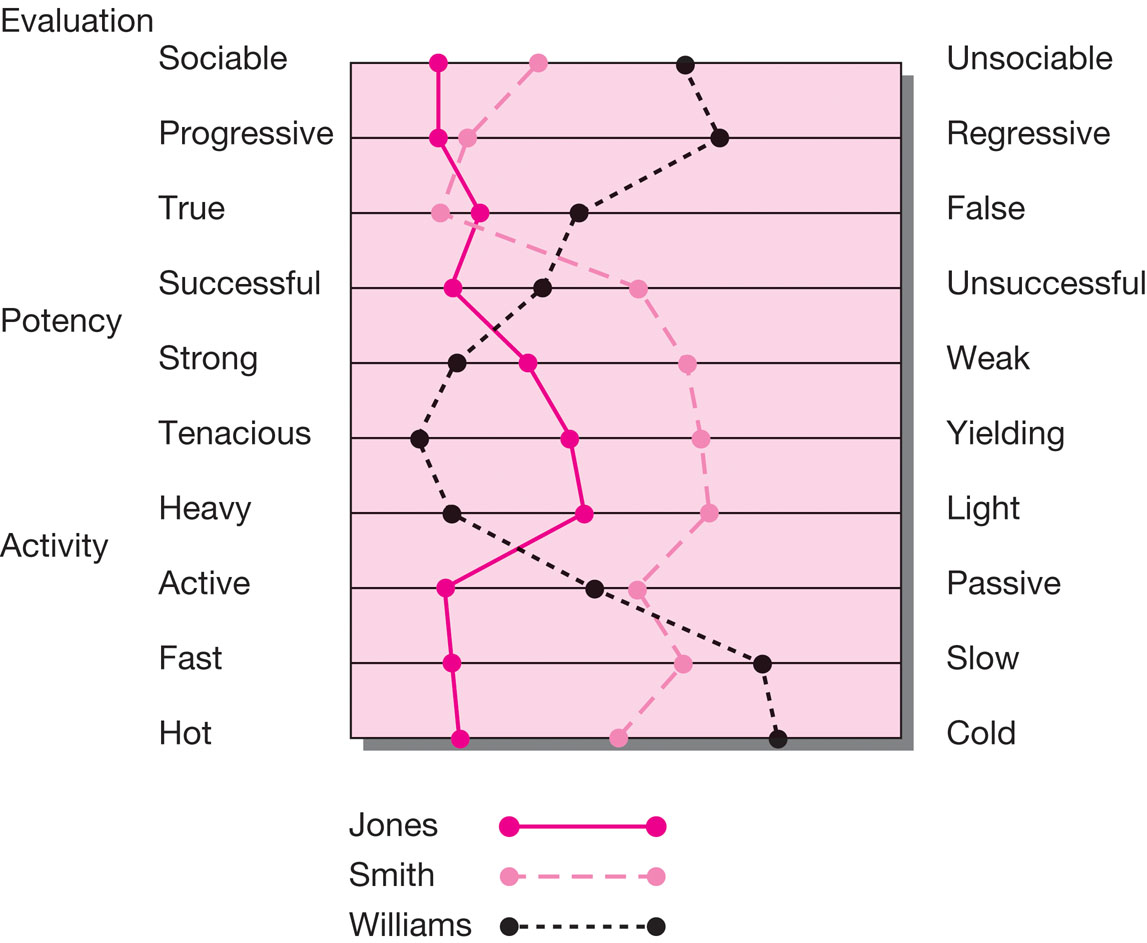 Evaluation
Sociable Unsociable
Progressive Regressive
True False
Successful Unsuccessful
Potency
Strong Weak
Tenacious Yielding
Heavy Light
Activity
Active Passive
Fast Slow
Hot Cold
Jones
Smith
Williams